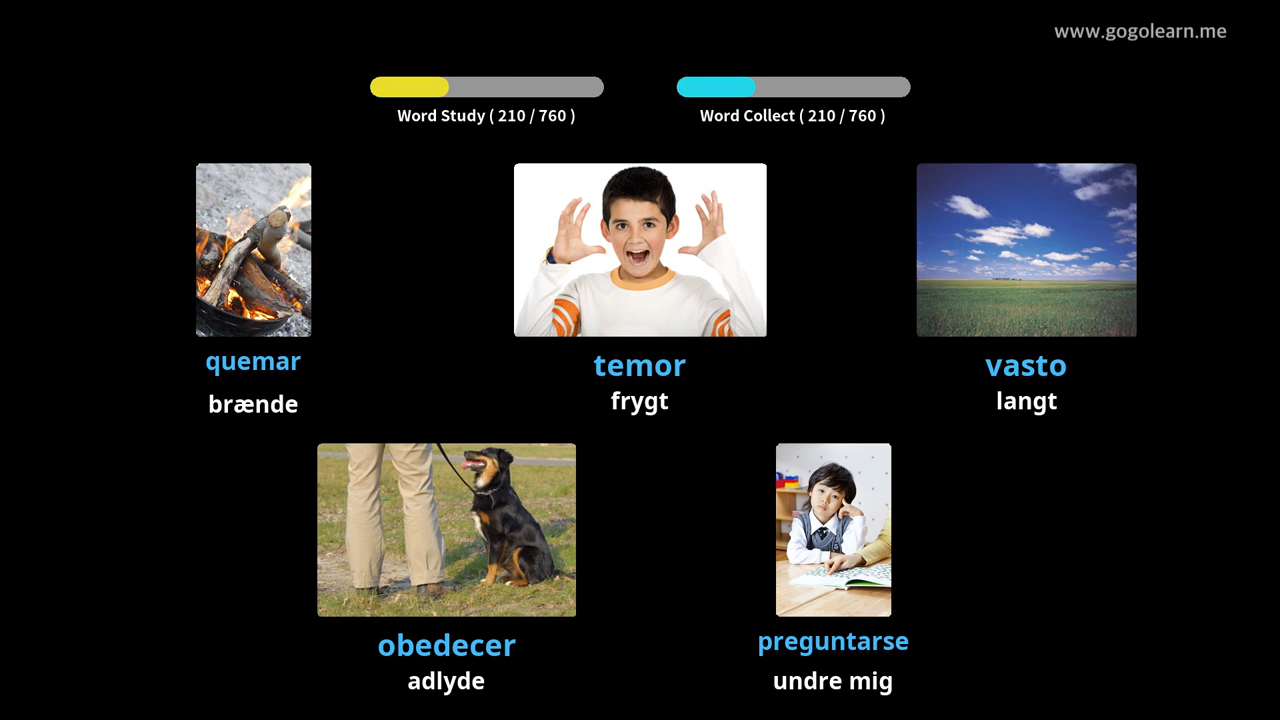 www.gogolearn.me
Word Study ( 210 / 760 )
Word Collect ( 210 / 760 )
quemar
brænde
temor
frygt
vasto
langt
obedecer
adlyde
preguntarse
undre mig